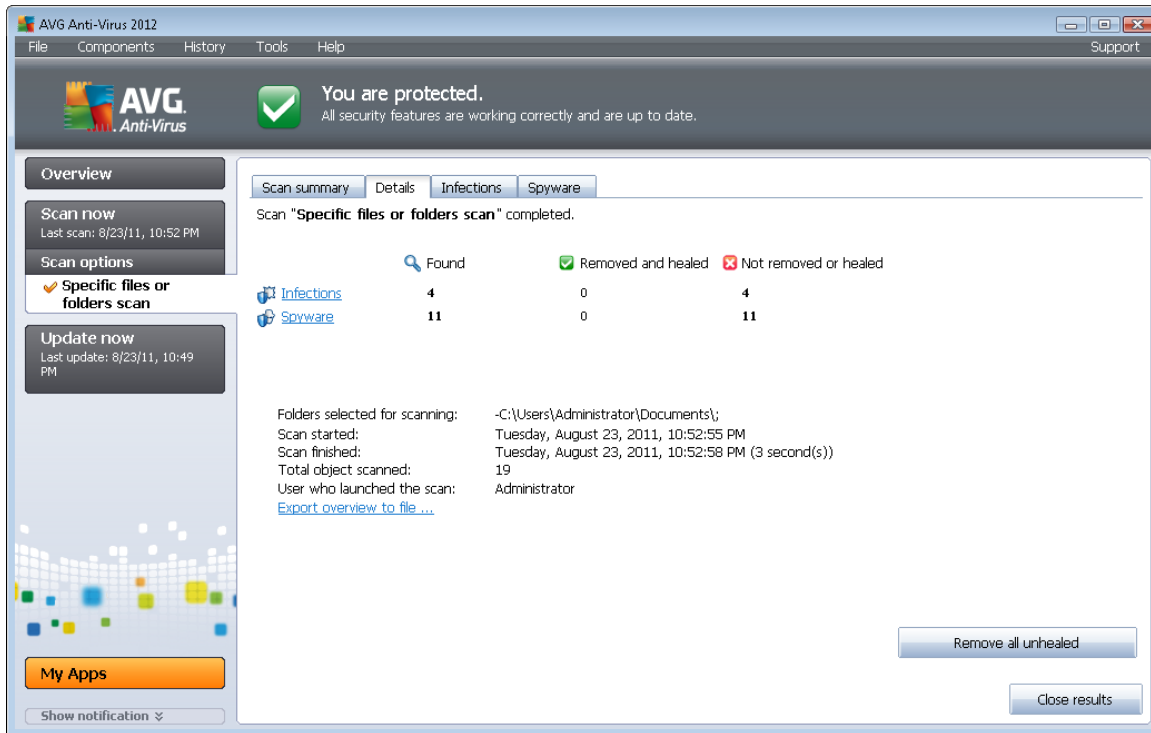 AVG Anti-Virus 2012
File Components History Tools Help Support
AVG.
Anti-Virus
You are protected.
All security features are working correctly and are up to date.
Overview
Scan now
Last scan: 8/23/11, 10:52 PM
Scan options
Specific files or
folders scan
Update now
Last update: 8/23/11, 10:49
PM
My Apps
Show notification
Scan summary Details Infections Spyware
Scan "Specific files or folders scan" completed.
Found Removed and healed Not removed or healed
Infections 4 0 4
Spyware 11 0 11
Folders selected for scanning: -C:\Users\Administrator\Documents\;
Scan started: Tuesday, August 23, 2011, 10:52:55 PM
Scan finished: Tuesday, August 23, 2011, 10:52:58 PM (3 second(s))
Total object scanned: 19
User who launched the scan: Administrator
Export overview to file ...
Remove all unhealed
Close results